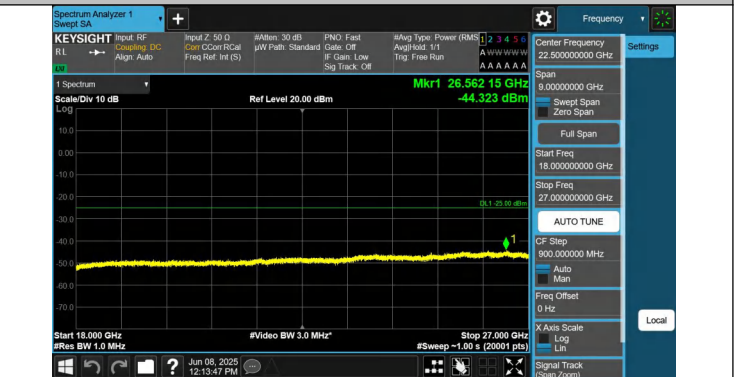 Spectrum Analyzer 1
Swept SA
+
Frequency
KEYSIGHT
RL
Input: RF
Coupling: DC
Align: Auto
Input Z: 50 Ω
Corr CCorr RCal
Freq Ref: Int (S)
#Atten: 30 dB
µW Path: Standard
PNO: Fast
Gate: Off
IF Gain: Low
Sig Track: Off
#Avg Type: Power (RMS
Avg|Hold: 1/1
Trig: Free Run
1 2 3 4 5 6
A W W W W W
A A A A A A
1 Spectrum
Scale/Div 10 dB
Log
Ref Level 20.00 dBm
Mkr1 26.562 15 GHz
-44.323 dBm
10.0
0.00
-10.0
-20.0
-30.0
-40.0
-50.0
-60.0
-70.0
DL1 -25.00 dBm
1
Start 18.000 GHz
#Res BW 1.0 MHz
#Video BW 3.0 MHz*
Stop 27.000 GHz
#Sweep ~1.00 s (20001 pts)
?
Jun 08, 2025
12:13:47 PM
Center Frequency
22.500000000 GHz
Settings
Span
9.00000000 GHz
Swept Span
Zero Span
Full Span
Start Freq
18.000000000 GHz
Stop Freq
27.000000000 GHz
AUTO TUNE
CF Step
900.000000 MHz
Auto
Man
Freq Offset
0 Hz
X Axis Scale
Log
Lin
Local
Signal Track
(Span Zoom)